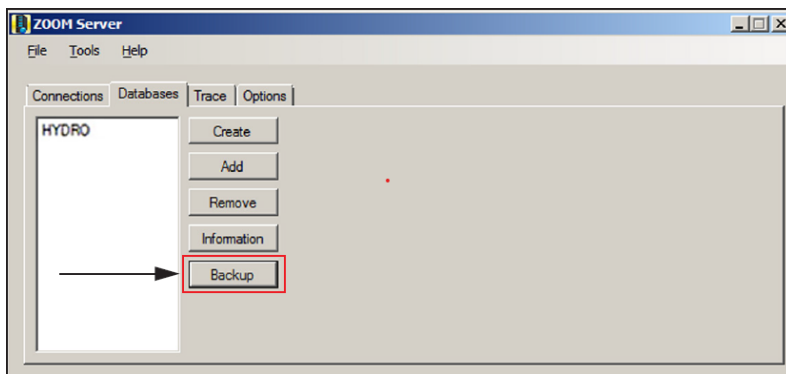 ZOOM Server
File Tools Help
Connections Databases Trace Options
HYDRO
Create
Add
Remove
Information
Backup